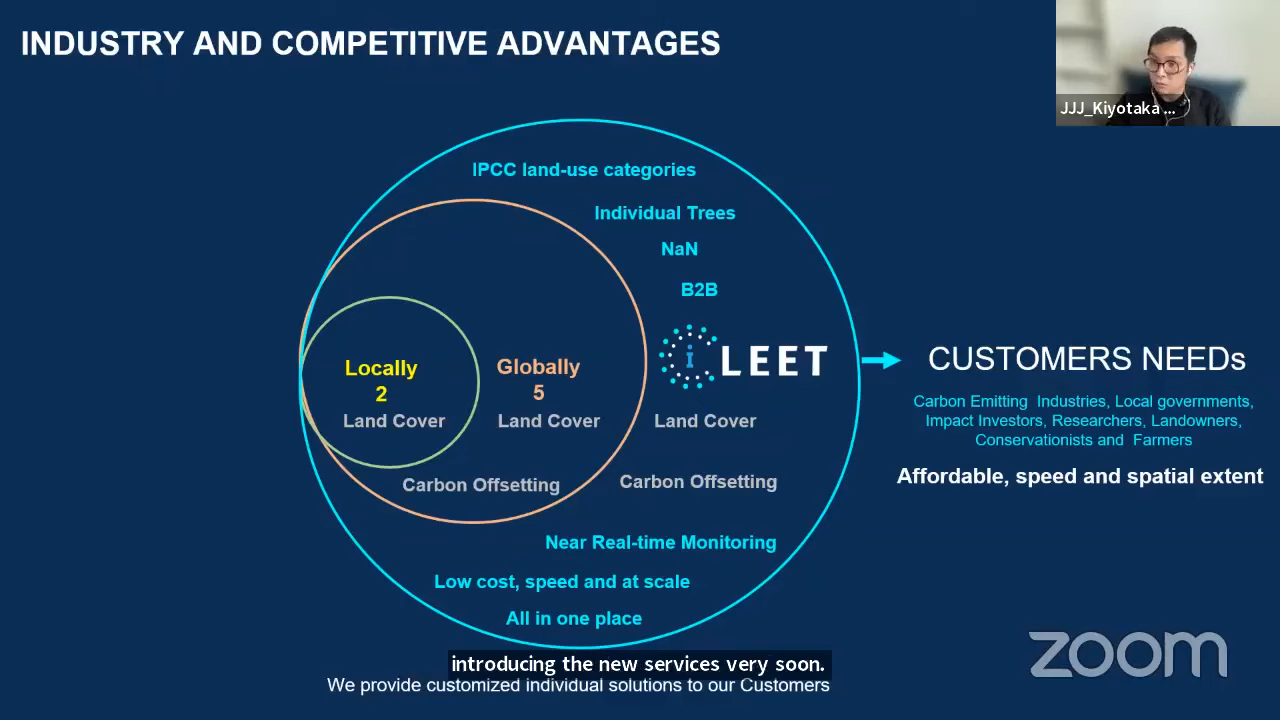 INDUSTRY AND COMPETITIVE ADVANTAGES
JJJ_Kiyotaka ...
IPCC land-use categories
Individual Trees
NaN
B2B
i LEET
Locally
2
Land Cover
Globally
5
Land Cover
Land Cover
Carbon Offsetting
Carbon Offsetting
Near Real-time Monitoring
Low cost, speed and at scale
All in one place
CUSTOMERS NEEDs
Carbon Emitting Industries, Local governments,
Impact Investors, Researchers, Landowners,
Conservationists and Farmers
Affordable, speed and spatial extent
introducing the new services very soon.
We provide customized individual solutions to our Customers
zoom